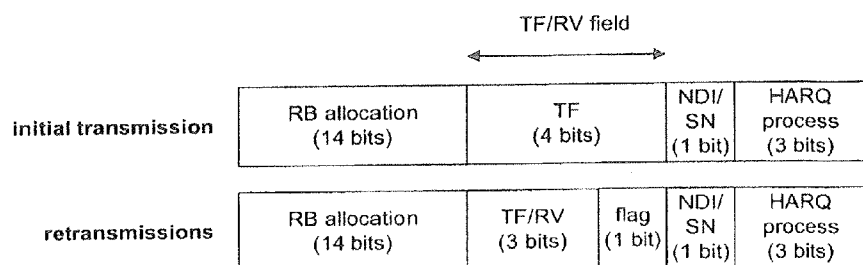 TF/RV field
initial transmission
RB allocation
(14 bits)
TF
(4 bits)
NDI/
SN
(1 bit)
HARQ
process
(3 bits)
retransmissions
RB allocation
(14 bits)
TF/RV
(3 bits)
flag
(1 bit)
NDI/
SN
(1 bit)
HARQ
process
(3 bits)